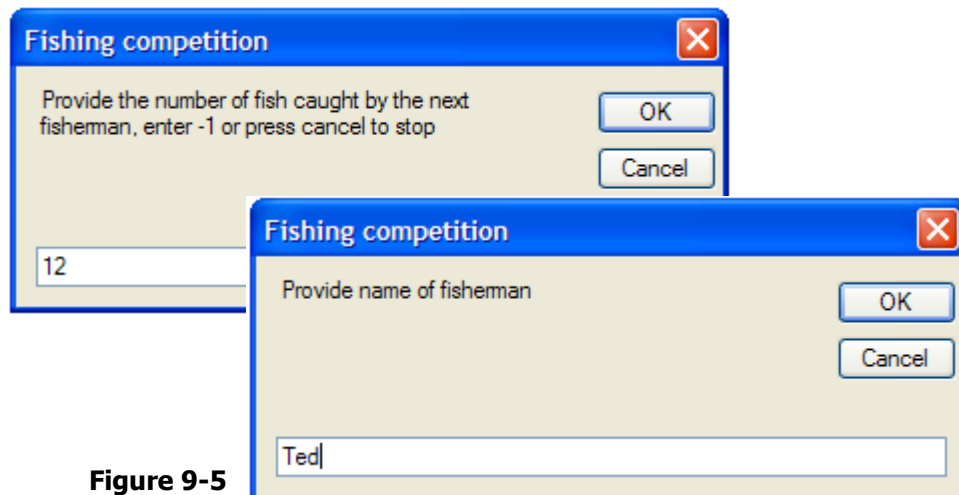 Fishing competition
Provide the number of fish caught by the next
fisherman, enter -1 or press cancel to stop
OK
Cancel
12
Fishing competition
Provide name of fisherman
OK
Cancel
Ted
Figure 9-5